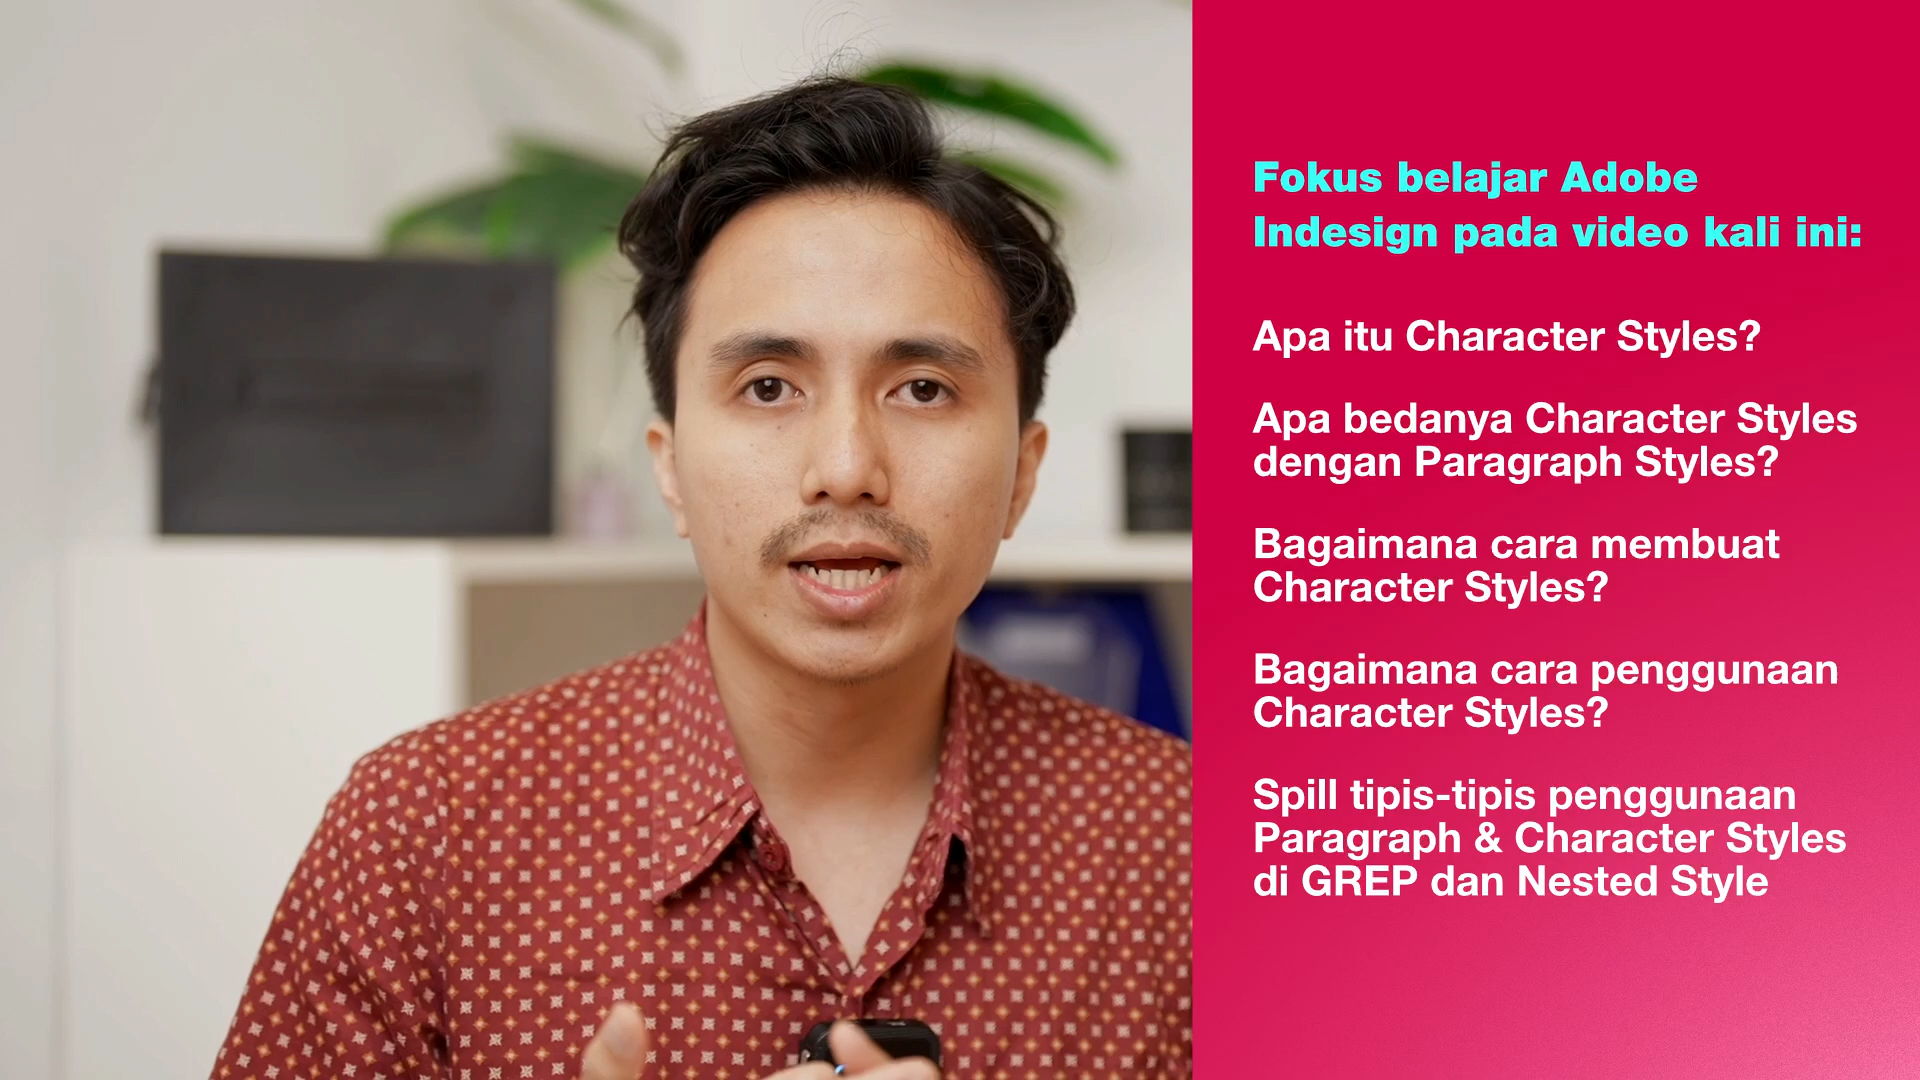 Fokus belajar Adobe
Indesign pada video kali ini:
Apa itu Character Styles?
Apa bedanya Character Styles
dengan Paragraph Styles?
Bagaimana cara membuat
Character Styles?
Bagaimana cara penggunaan
Character Styles?
Spill tipis-tipis penggunaan
Paragraph & Character Styles
di GREP dan Nested Style